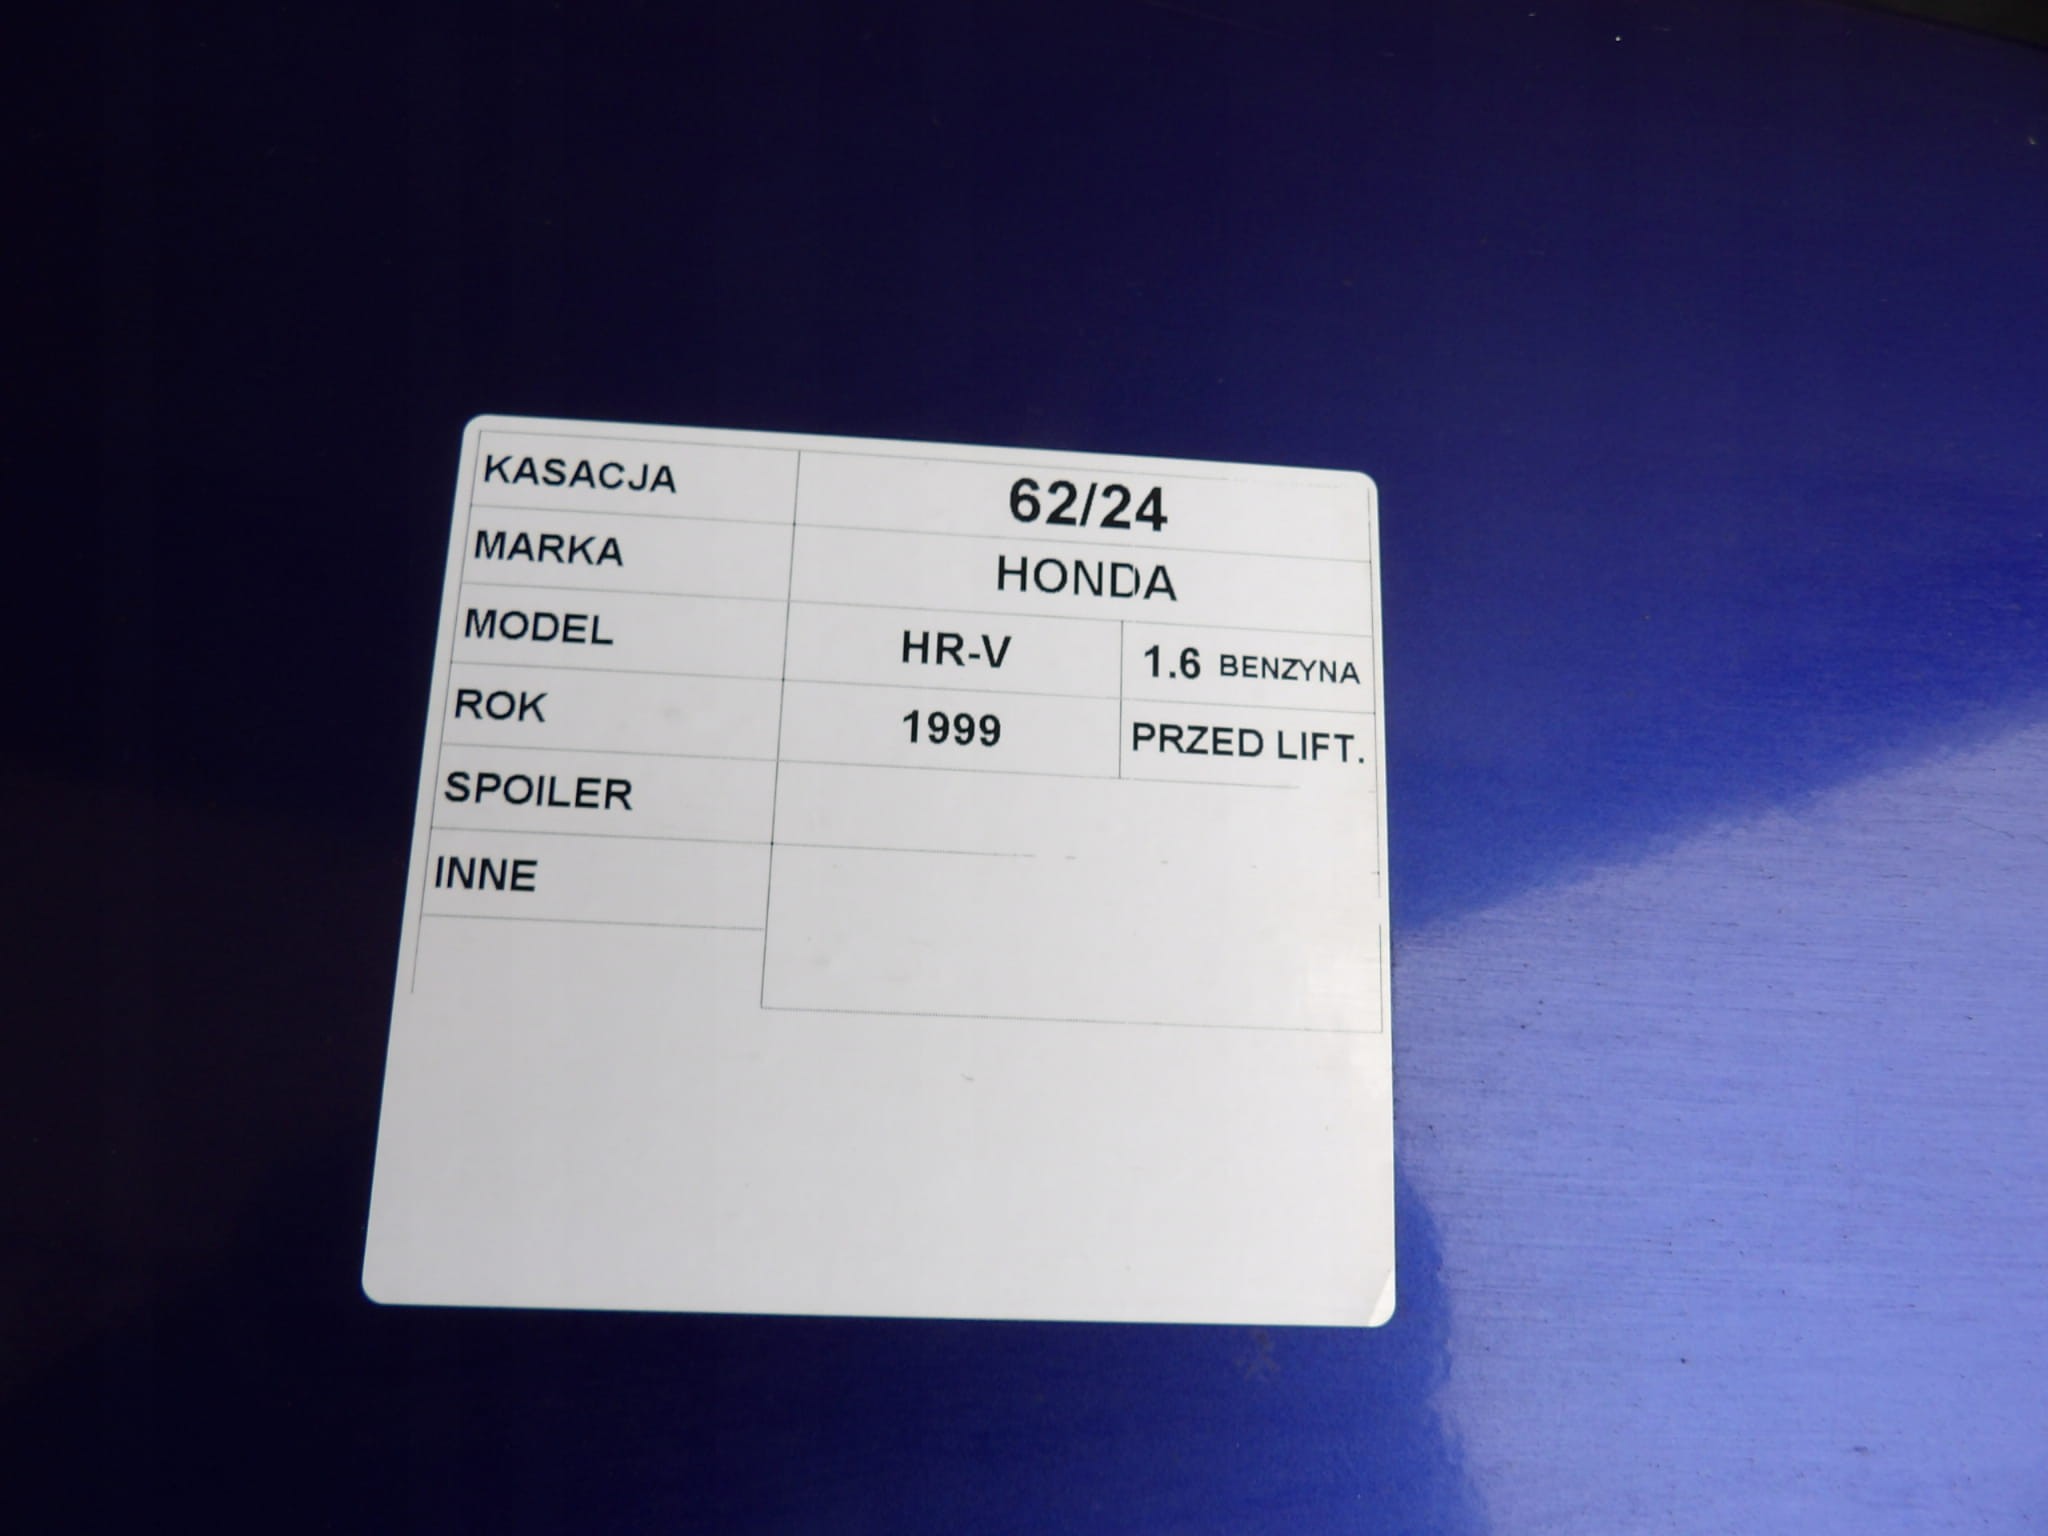 KASACJA 62/24
MARKA HONDA
MODEL HR-V 1.6 BENZYNA
ROK 1999 PRZED LIFT.
SPOILER
INNE